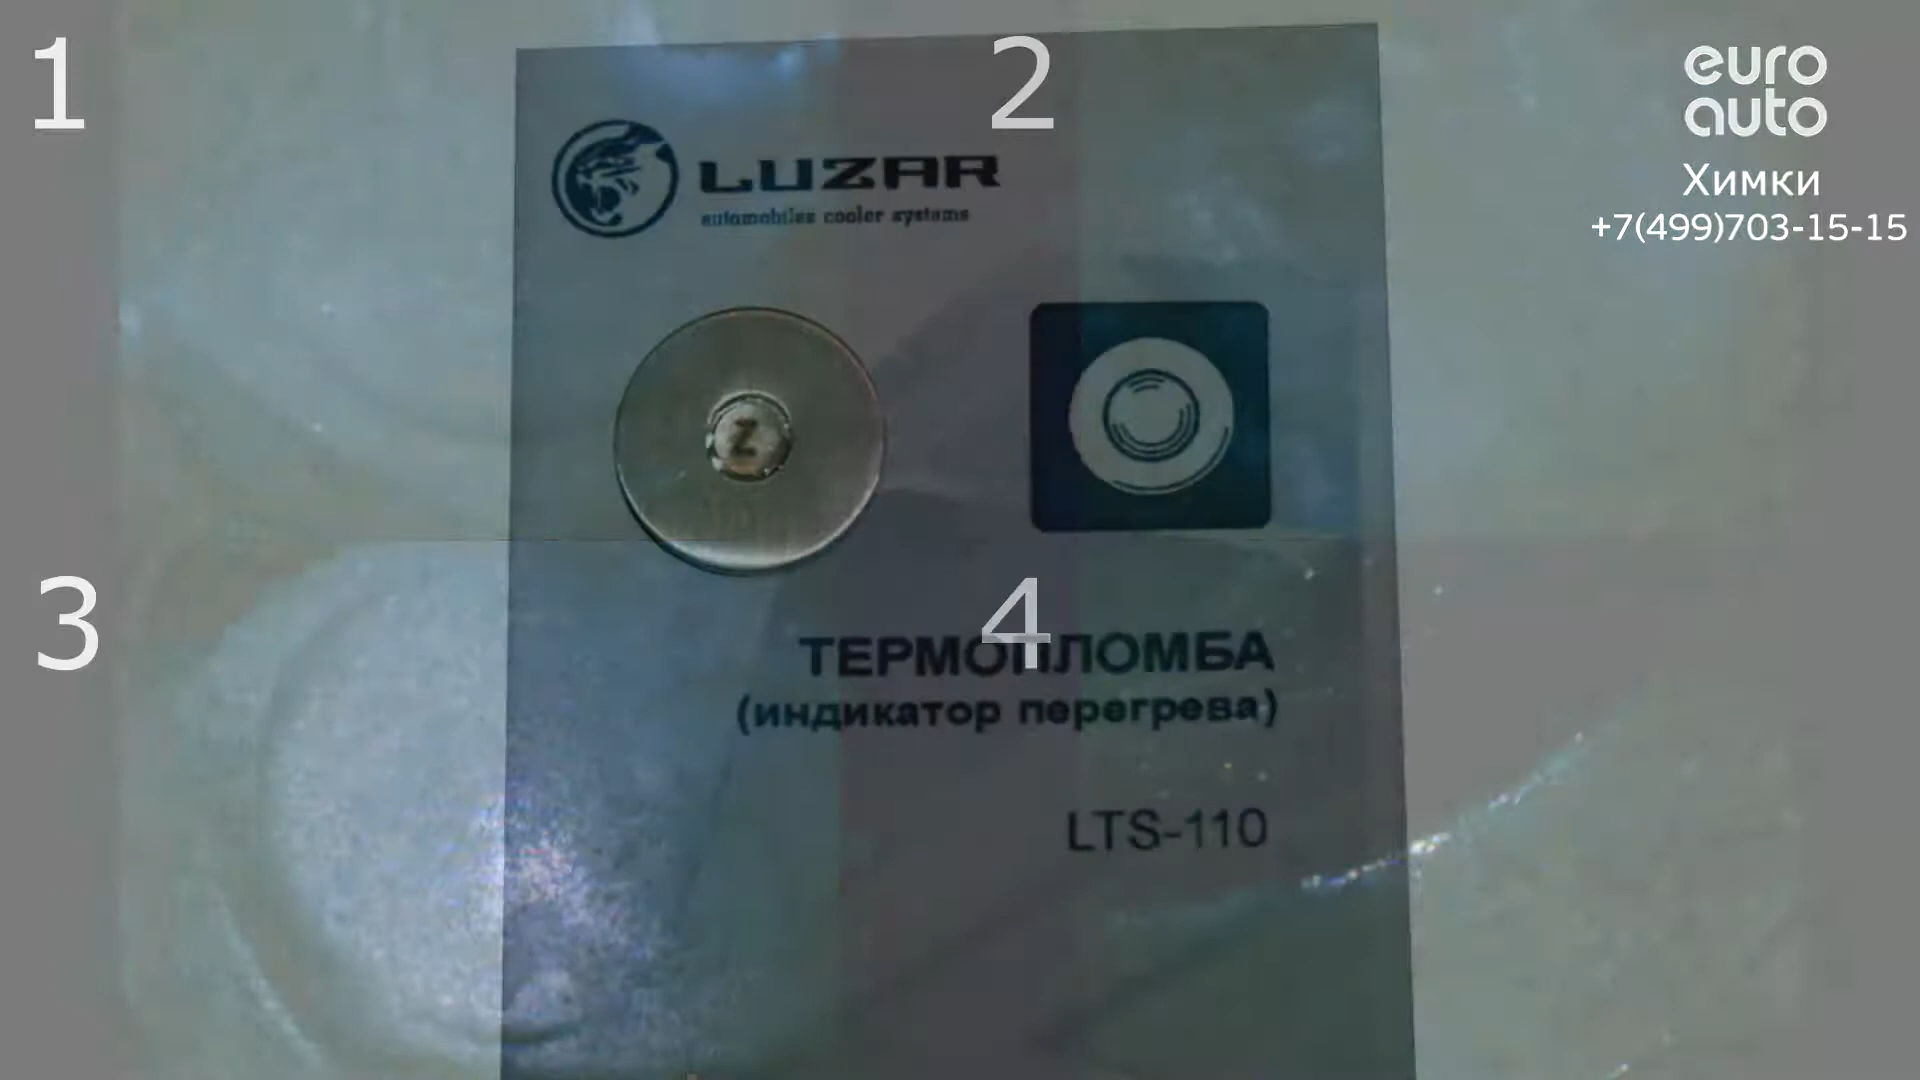 1
2
3
4
euro
auto
Химки
+7(499)703-15-15
LUZAR
automobiles cooler systems
Z
ТЕРМОПЛОМБА
(индикатор перегрева)
LTS-110